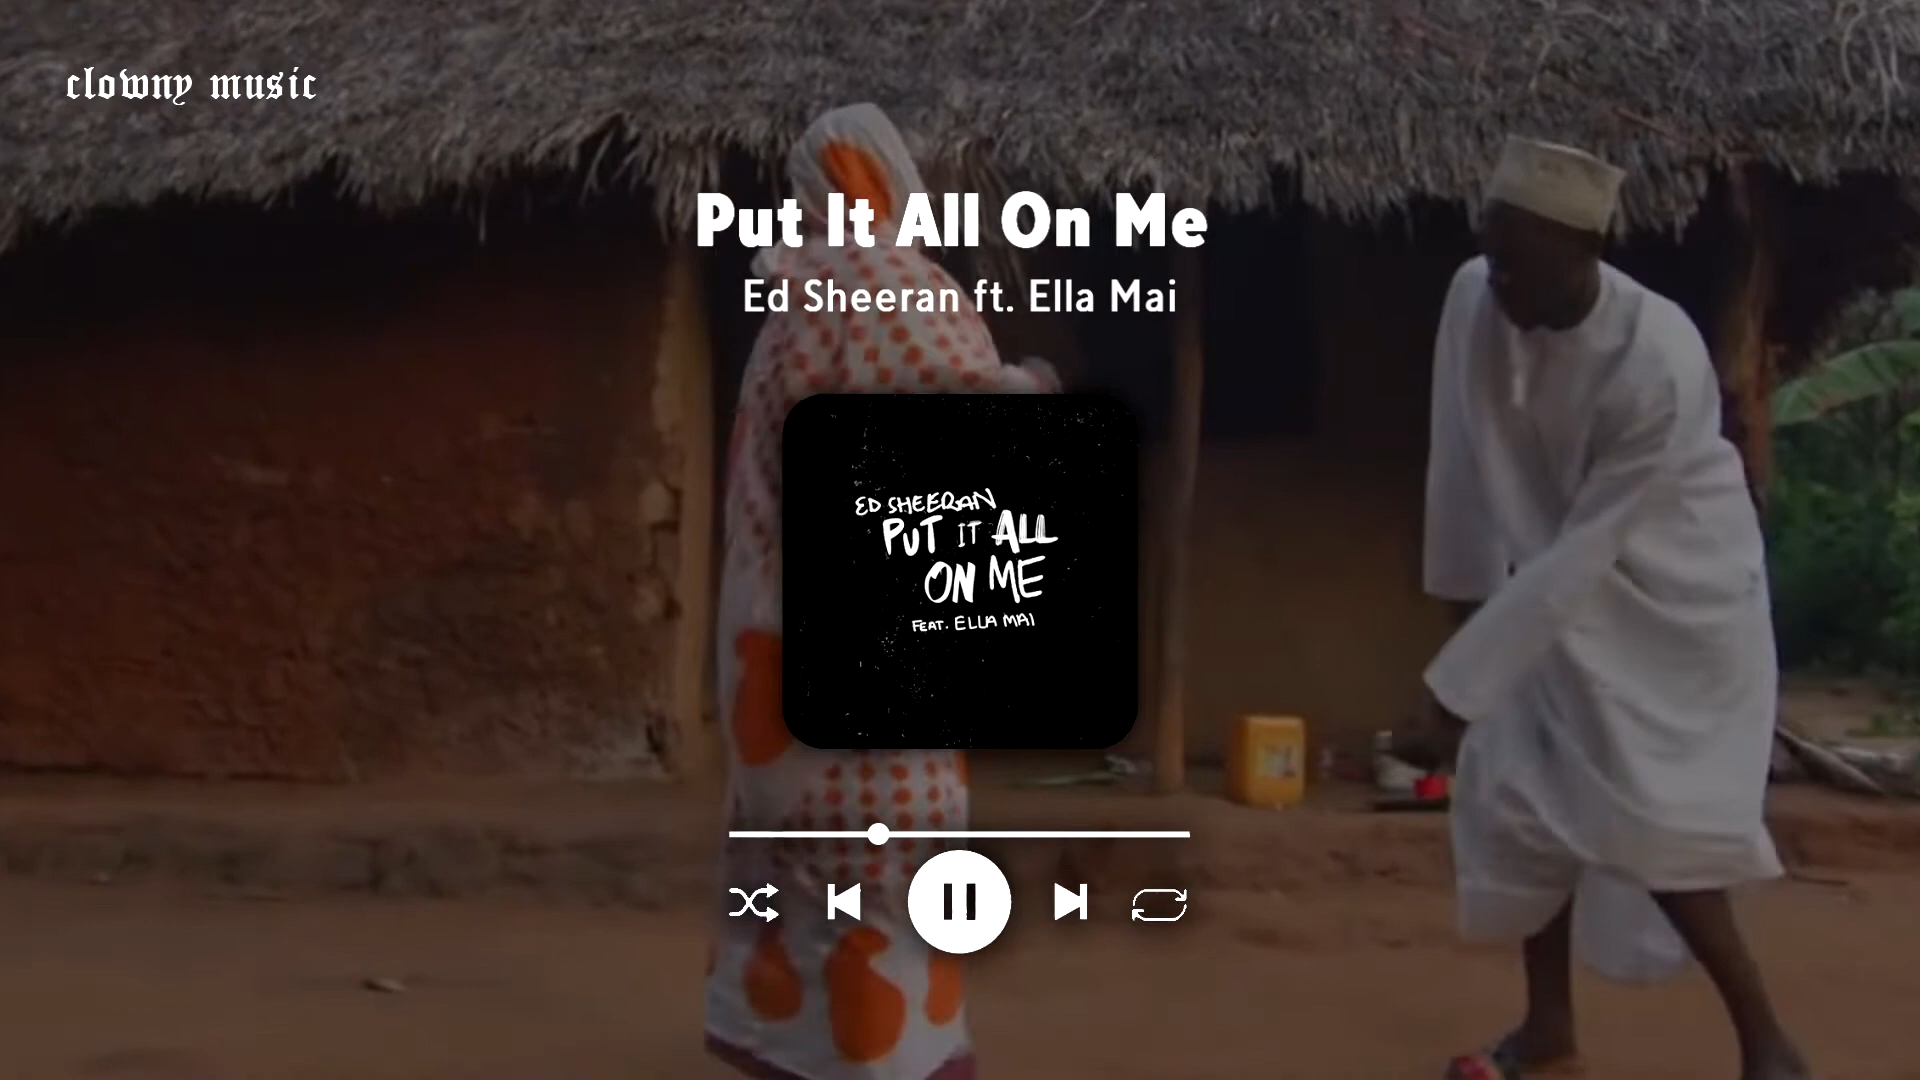 clowny music
Put It All On Me
Ed Sheeran ft. Ella Mai
ED SHEERAN
PUT IT ALL
ON ME
FEAT. ELLA MAI